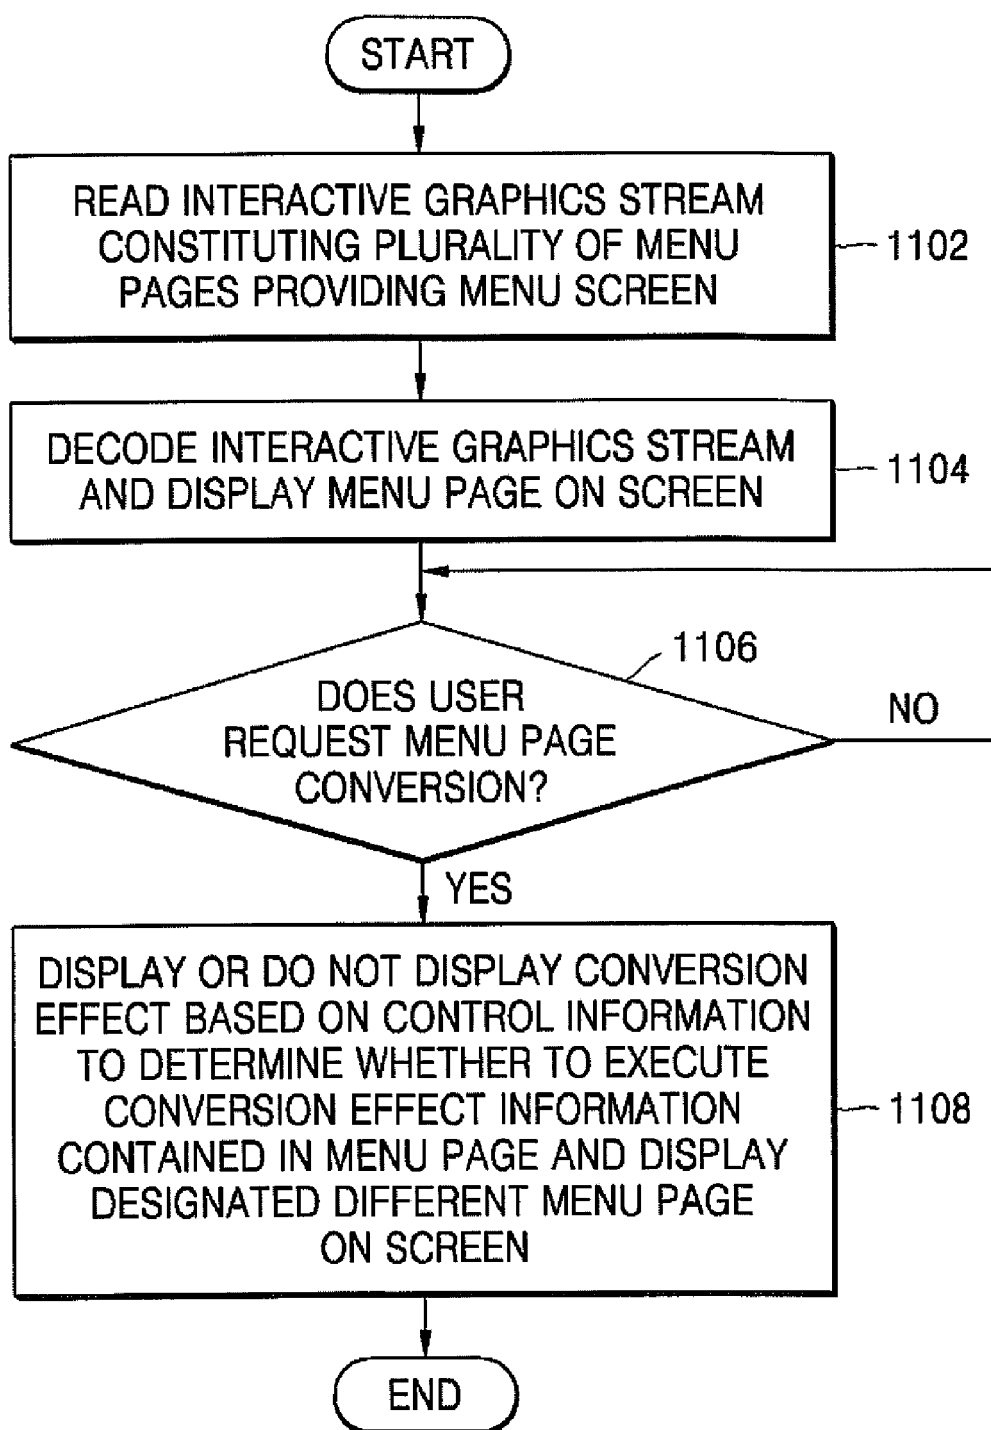 START
READ INTERACTIVE GRAPHICS STREAM
CONSTITUTING PLURALITY OF MENU
PAGES PROVIDING MENU SCREEN
1102
DECODE INTERACTIVE GRAPHICS STREAM
AND DISPLAY MENU PAGE ON SCREEN
1104
1106
DOES USER
REQUEST MENU PAGE
CONVERSION?
NO
YES
DISPLAY OR DO NOT DISPLAY CONVERSION
EFFECT BASED ON CONTROL INFORMATION
TO DETERMINE WHETHER TO EXECUTE
CONVERSION EFFECT INFORMATION
CONTAINED IN MENU PAGE AND DISPLAY
DESIGNATED DIFFERENT MENU PAGE
ON SCREEN
1108
END